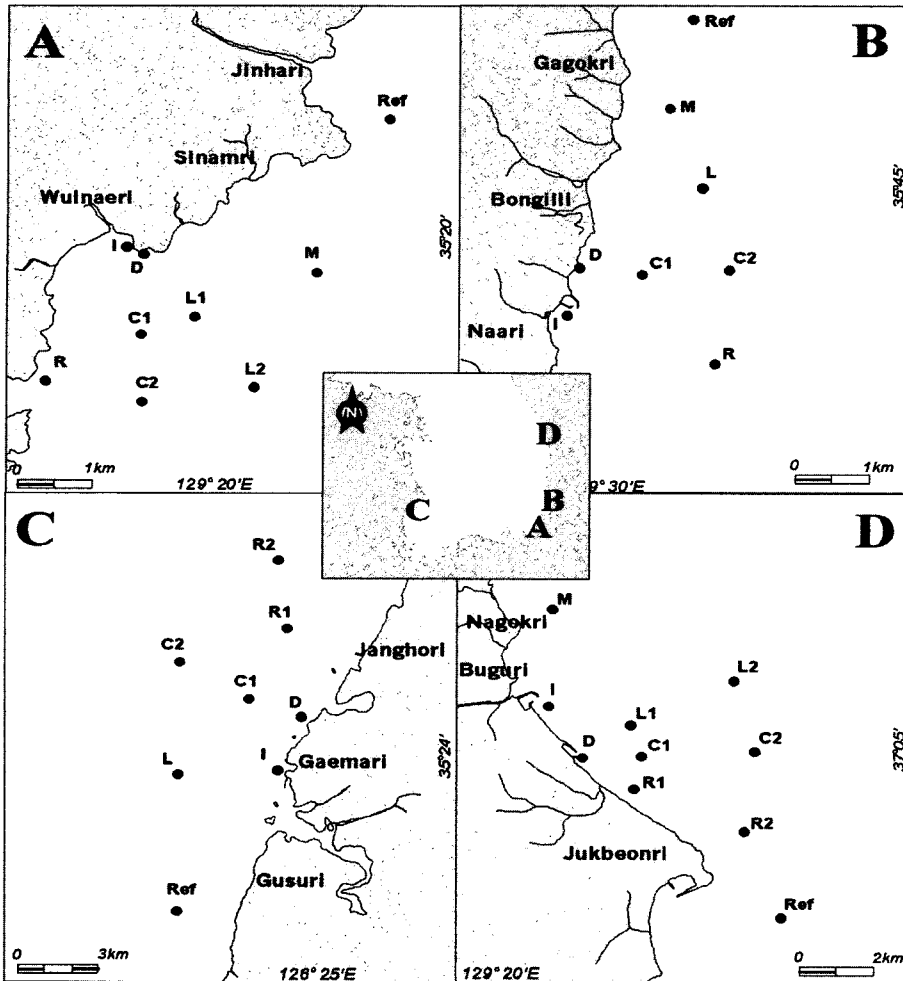 A
Jinhari
Ref
Sinamri
Wulnaeri
I
D
M
35°20'
C1
L1
R
C2
L2
0 1km
129° 20'E
B
Ref
Gagokri
M
L
35°45'
Bongilli
D
C1
C2
I
Naari
R
0 1km
9° 30'E
(N)
D
B
C
A
C
R2
R1
Janghori
C2
C1
D
L
I
Gaemari
35°24'
Gusuri
Ref
0 3km
126° 25'E
D
M
Nagokri
Buguri
L2
I
L1
C2
D
C1
37°05'
R1
R2
Jukbeonri
Ref
129° 20'E
0 2km